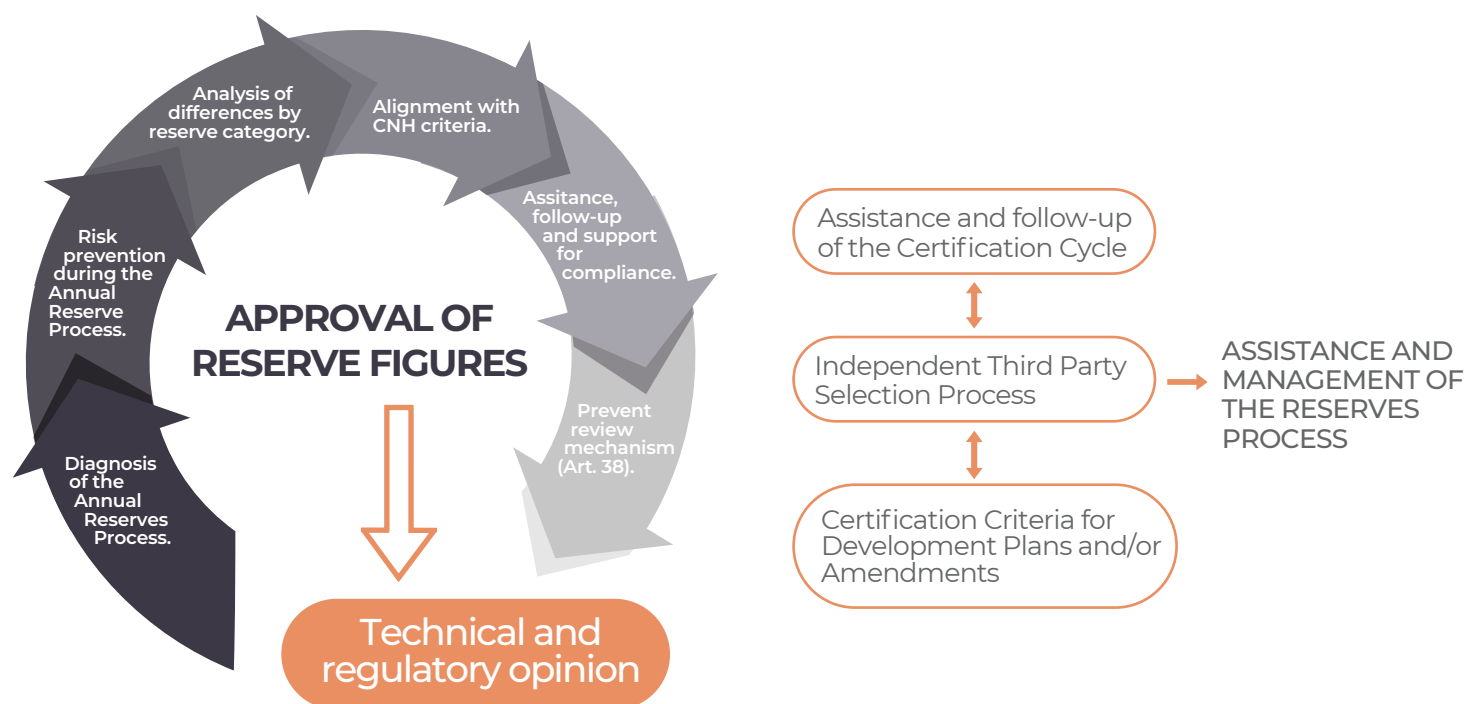 Diagnosis
of the
Annual
Reserves
Process.
Risk
prevention
during the
Annual
Reserve
Process.
Analysis of
differences by
reserve category.
Alignment with
CNH criteria.
Assitance,
follow-up
and support
for
compliance.
Prevent
review
mechanism
(Art. 38).
APPROVAL OF
RESERVE FIGURES
Technical and
regulatory opinion
Assistance and follow-up
of the Certification Cycle
Independent Third Party
Selection Process
Certification Criteria for
Development Plans and/or
Amendments
ASSISTANCE AND
MANAGEMENT OF
THE RESERVES
PROCESS